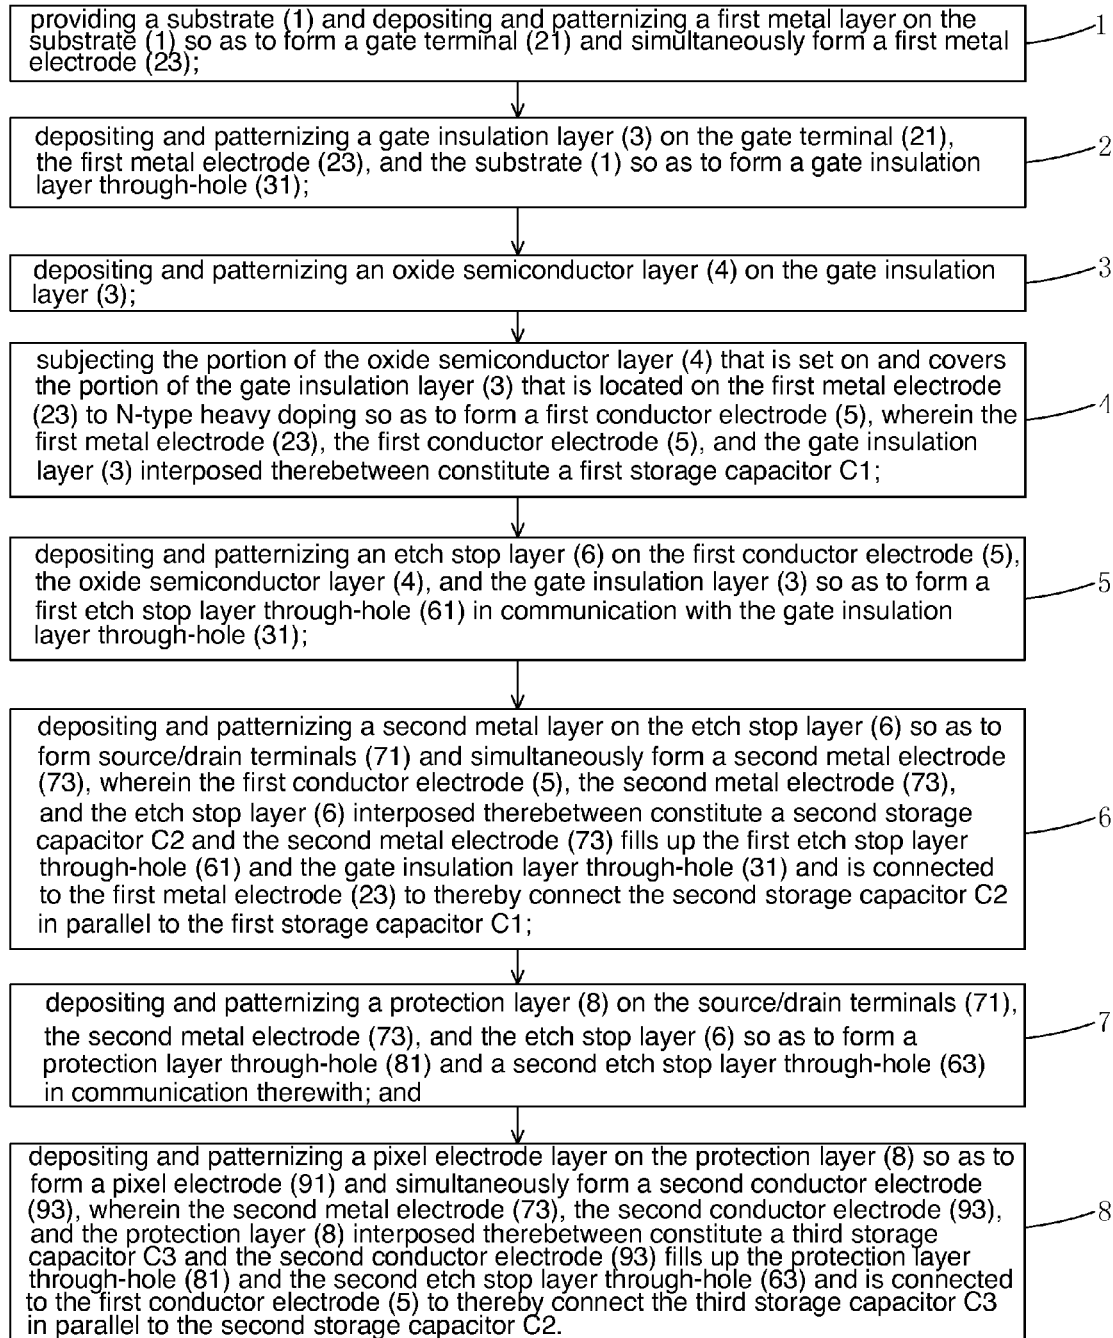 providing a substrate (1) and depositing and patternizing a first metal layer on the
substrate (1) so as to form a gate terminal (21) and simultaneously form a first metal
electrode (23);
1
depositing and patternizing a gate insulation layer (3) on the gate terminal (21),
the first metal electrode (23), and the substrate (1) so as to form a gate insulation
layer through-hole (31);
2
depositing and patternizing an oxide semiconductor layer (4) on the gate insulation
layer (3);
3
subjecting the portion of the oxide semiconductor layer (4) that is set on and covers
the portion of the gate insulation layer (3) that is located on the first metal electrode
(23) to N-type heavy doping so as to form a first conductor electrode (5), wherein the
first metal electrode (23), the first conductor electrode (5), and the gate insulation
layer (3) interposed therebetween constitute a first storage capacitor C1;
4
depositing and patternizing an etch stop layer (6) on the first conductor electrode (5),
the oxide semiconductor layer (4), and the gate insulation layer (3) so as to form a
first etch stop layer through-hole (61) in communication with the gate insulation
layer through-hole (31);
5
depositing and patternizing a second metal layer on the etch stop layer (6) so as to
form source/drain terminals (71) and simultaneously form a second metal electrode
(73), wherein the first conductor electrode (5), the second metal electrode (73),
and the etch stop layer (6) interposed therebetween constitute a second storage
capacitor C2 and the second metal electrode (73) fills up the first etch stop layer
through-hole (61) and the gate insulation layer through-hole (31) and is connected
to the first metal electrode (23) to thereby connect the second storage capacitor C2
in parallel to the first storage capacitor C1;
6
depositing and patternizing a protection layer (8) on the source/drain terminals (71),
the second metal electrode (73), and the etch stop layer (6) so as to form a
protection layer through-hole (81) and a second etch stop layer through-hole (63)
in communication therewith; and
7
depositing and patternizing a pixel electrode layer on the protection layer (8) so as to
form a pixel electrode (91) and simultaneously form a second conductor electrode
(93), wherein the second metal electrode (73), the second conductor electrode (93),
and the protection layer (8) interposed therebetween constitute a third storage
capacitor C3 and the second conductor electrode (93) fills up the protection layer
through-hole (81) and the second etch stop layer through-hole (63) and is connected
to the first conductor electrode (5) to thereby connect the third storage capacitor C3
in parallel to the second storage capacitor C2.
8